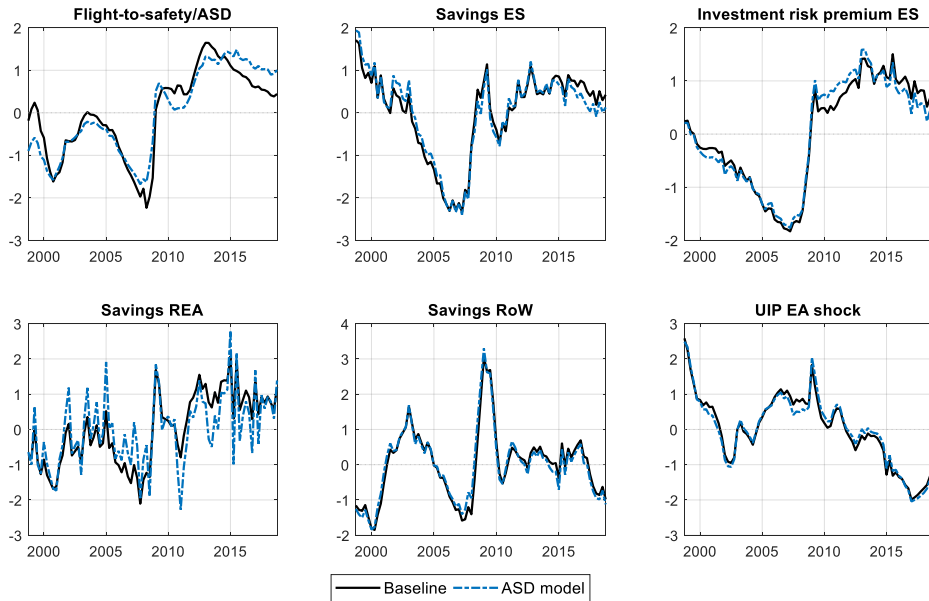 Flight-to-safety/ASD
2
1
0
-1
-2
-3
2000 2005 2010 2015
Savings ES
2
1
0
-1
-2
-3
2000 2005 2010 2015
Investment risk premium ES
2
1
0
-1
-2
2000 2005 2010 2015
Savings REA
3
2
1
0
-1
-2
-3
2000 2005 2010 2015
Savings RoW
4
3
2
1
0
-1
-2
2000 2005 2010 2015
UIP EA shock
3
2
1
0
-1
-2
-3
2000 2005 2010 2015
Baseline ASD model